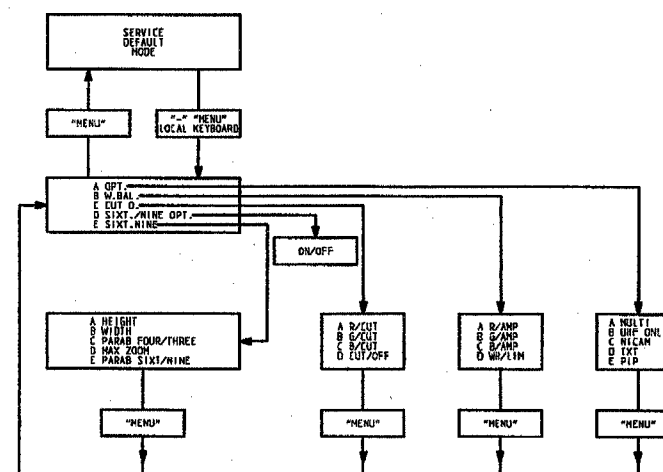 SERVICE
DEFAULT
MODE
"MENU"
"-" "MENU"
LOCAL KEYBOARD
A OPT.
B W.BAL.
C CUT O.
D SIXT./NINE OPT.
E SIXT.NINE
ON/OFF
A HEIGHT
B WIDTH
C PARAB FOUR/THREE
D MAX ZOOM
E PARAB SIXT/NINE
A R/CUT
B G/CUT
C B/CUT
D CUT/OFF
A R/AMP
B G/AMP
C B/AMP
D WH/LIM
A MULTI
B UHF ONL
C NICAM
D TXT
E PIP
"MENU"
"MENU"
"MENU"
"MENU"